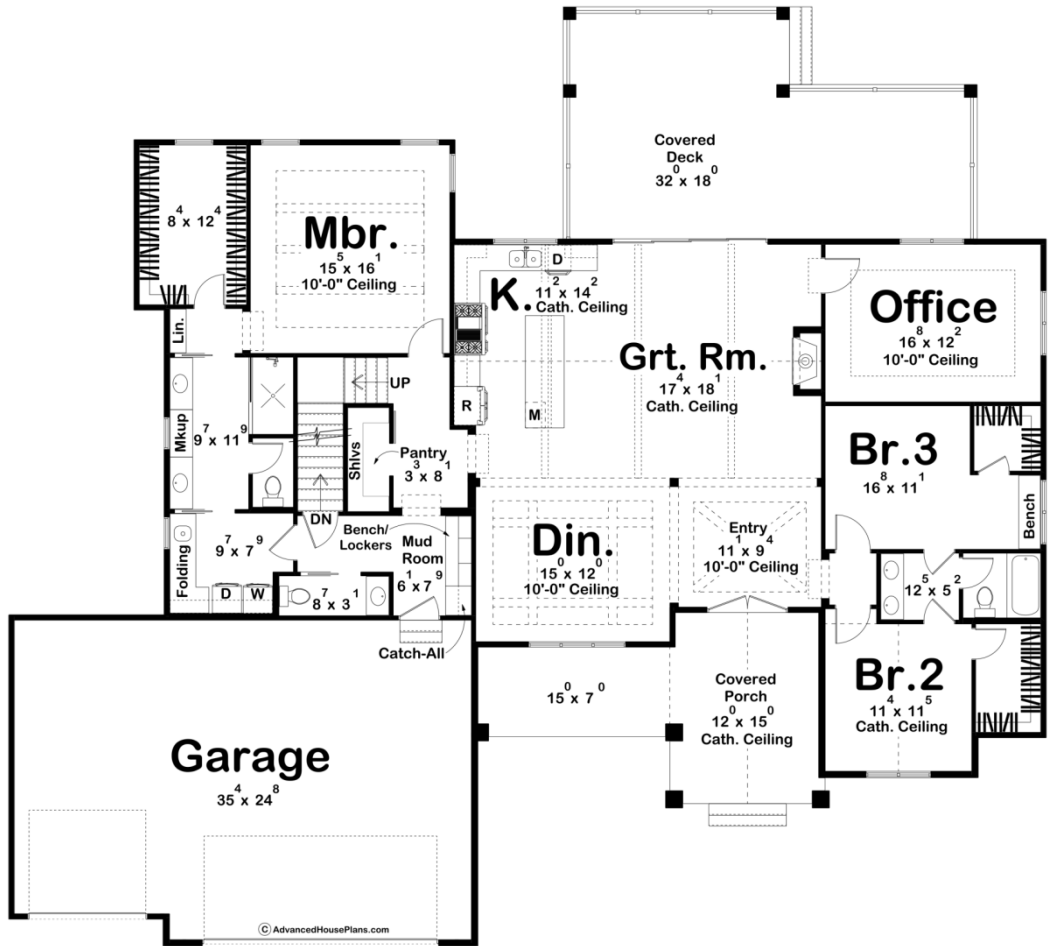 Covered
Deck
32⁰ x 18⁰
8⁴ x 12⁴
Mbr.
15⁵ x 16¹
10'-0" Ceiling
Lin.
K.
D
11² x 14²
Cath. Ceiling
Grt. Rm.
17⁴ x 18¹
Cath. Ceiling
Office
16⁸ x 12²
10'-0" Ceiling
UP
R
M
Mkup
9⁷ x 11⁹
Shlvs
Pantry
3³ x 8¹
Br.3
16⁸ x 11¹
Bench
DN
Bench/
Lockers
Mud
Room
6¹ x 7⁹
Folding
9⁷ x 7⁹
D
W
8⁷ x 3¹
Catch-All
Din.
15⁰ x 12⁰
10'-0" Ceiling
Entry
11¹ x 9⁴
10'-0" Ceiling
12⁵ x 5²
Br.2
11⁴ x 11⁵
Cath. Ceiling
15⁰ x 7⁰
Covered
Porch
12⁰ x 15⁰
Cath. Ceiling
Garage
35⁴ x 24⁸
© AdvancedHousePlans.com